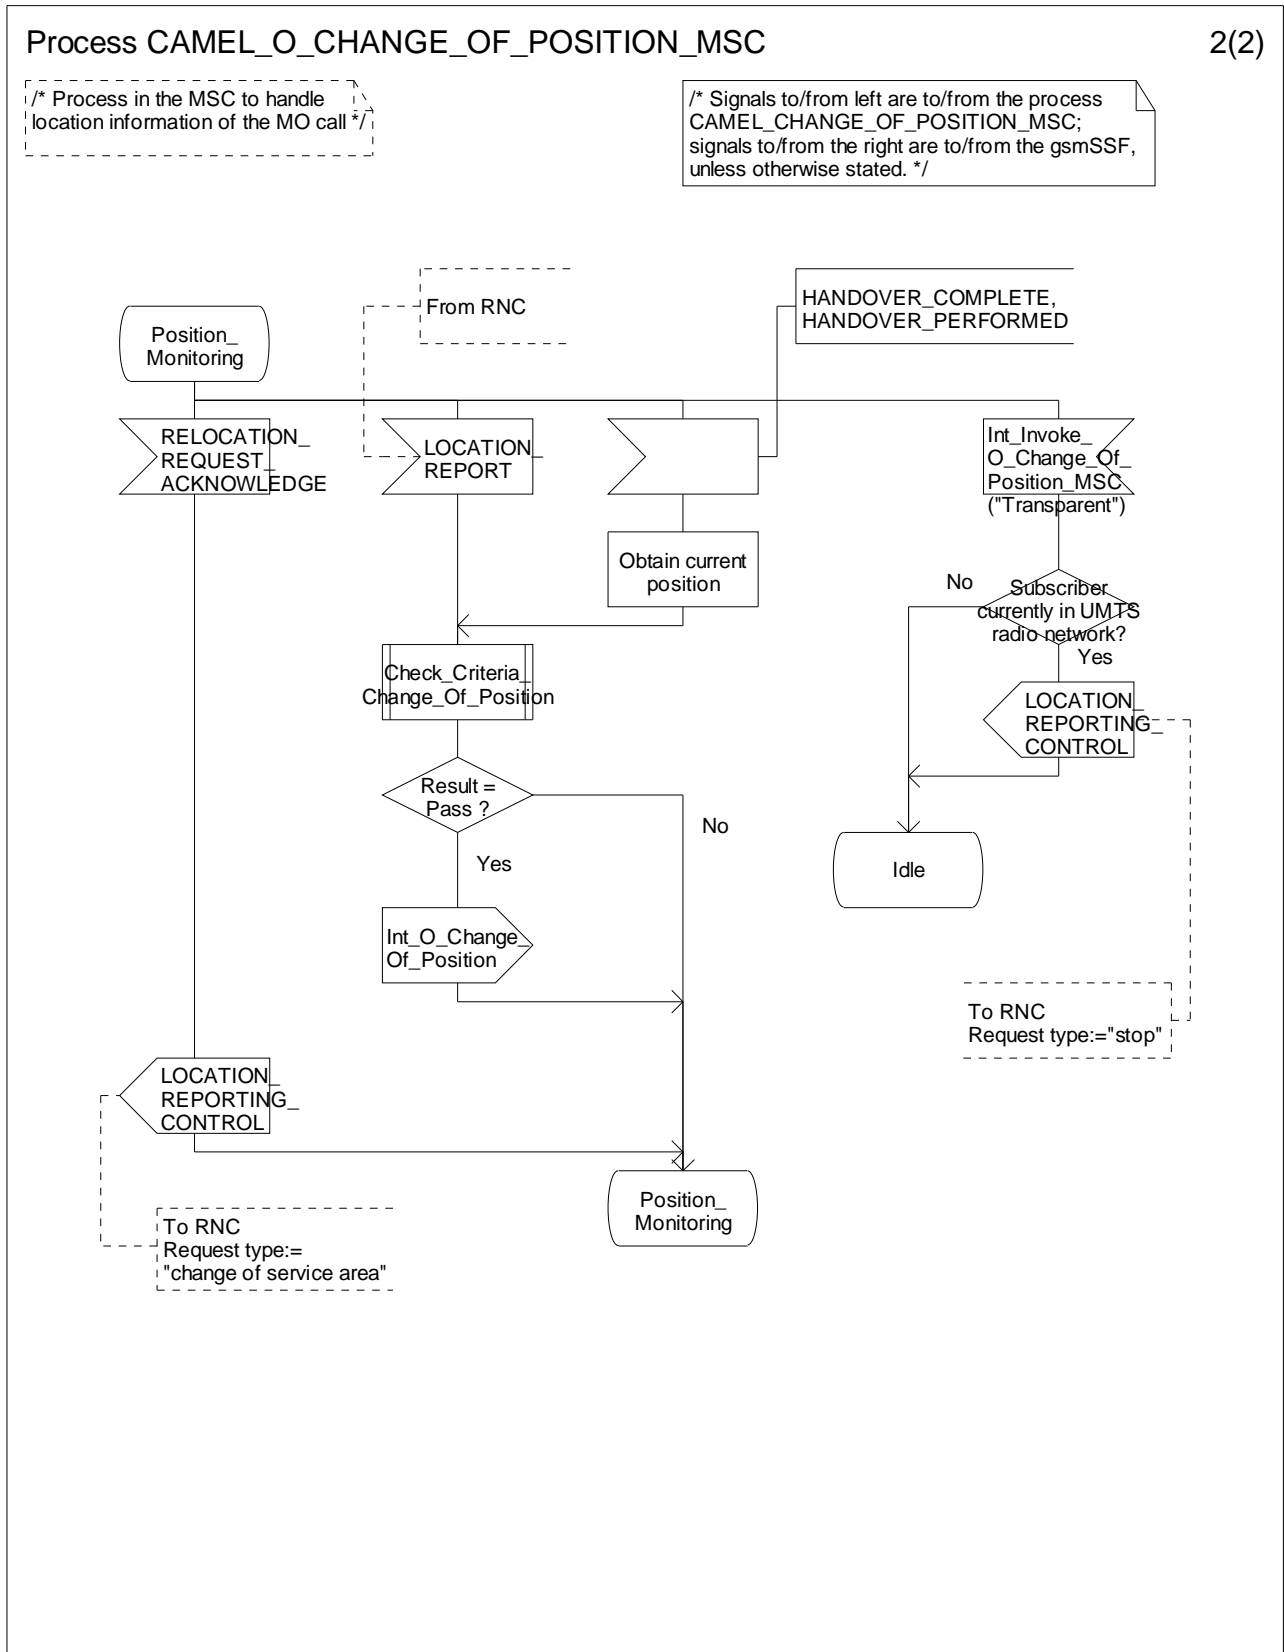 Process CAMEL_O_CHANGE_OF_POSITION_MSC
2(2)
/* Process in the MSC to handle
location information of the MO call */
/* Signals to/from left are to/from the process
CAMEL_CHANGE_OF_POSITION_MSC;
signals to/from the right are to/from the gsmSSF,
unless otherwise stated. */
Position_
Monitoring
From RNC
HANDOVER_COMPLETE,
HANDOVER_PERFORMED
RELOCATION_
REQUEST_
ACKNOWLEDGE
LOCATION_
REPORT
Int_Invoke_
O_Change_Of_
Position_MSC
("Transparent")
Obtain current
position
No
Subscriber
currently in UMTS
radio network?
Yes
Check_Criteria_
Change_Of_Position
LOCATION_
REPORTING_
CONTROL
Result =
Pass ?
No
Yes
Idle
Int_O_Change_
Of_Position
To RNC
Request type:="stop"
LOCATION_
REPORTING_
CONTROL
Position_
Monitoring
To RNC
Request type:=
"change of service area"